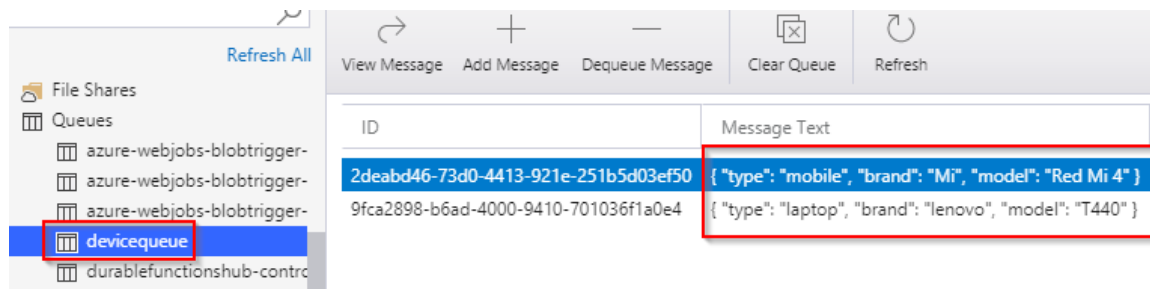 Refresh All
File Shares
Queues
azure-webjobs-blobtrigger-
azure-webjobs-blobtrigger-
azure-webjobs-blobtrigger-
devicequeue
durablefunctionshub-contrc
View Message Add Message Dequeue Message Clear Queue Refresh
ID Message Text
2deabd46-73d0-4413-921e-251b5d03ef50 { "type": "mobile", "brand": "Mi", "model": "Red Mi 4" }
9fca2898-b6ad-4000-9410-701036f1a0e4 { "type": "laptop", "brand": "lenovo", "model": "T440" }